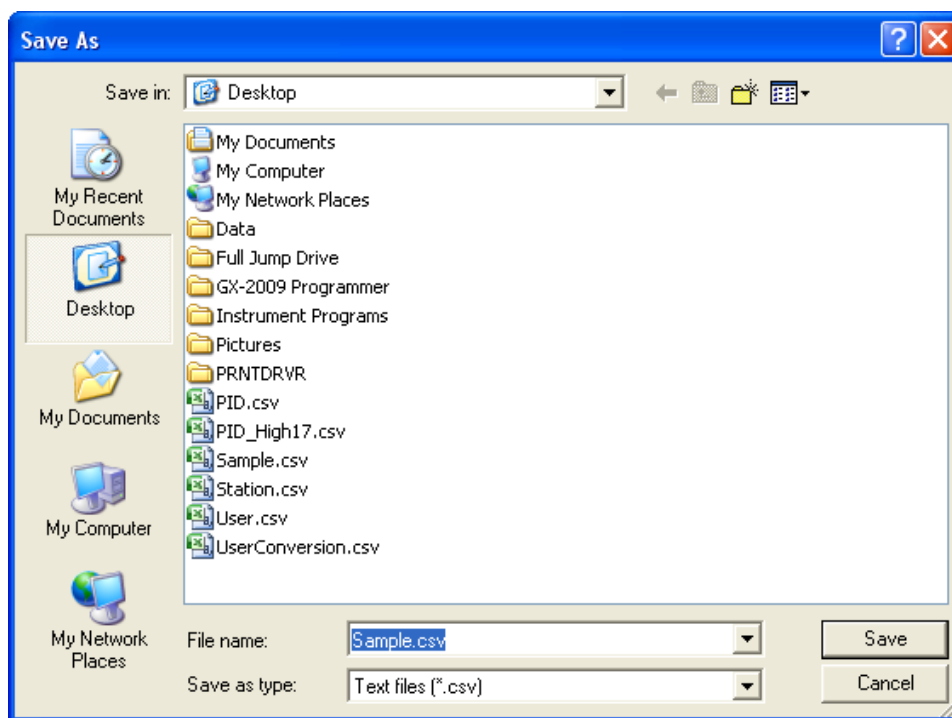 Save As
Save in:
Desktop
My Recent
Documents
Desktop
My Documents
My Computer
My Network
Places
My Documents
My Computer
My Network Places
Data
Full Jump Drive
GX-2009 Programmer
Instrument Programs
Pictures
PRNTDRVR
PID.csv
PID_High17.csv
Sample.csv
Station.csv
User.csv
UserConversion.csv
File name:
Sample.csv
Save
Save as type:
Text files (*.csv)
Cancel